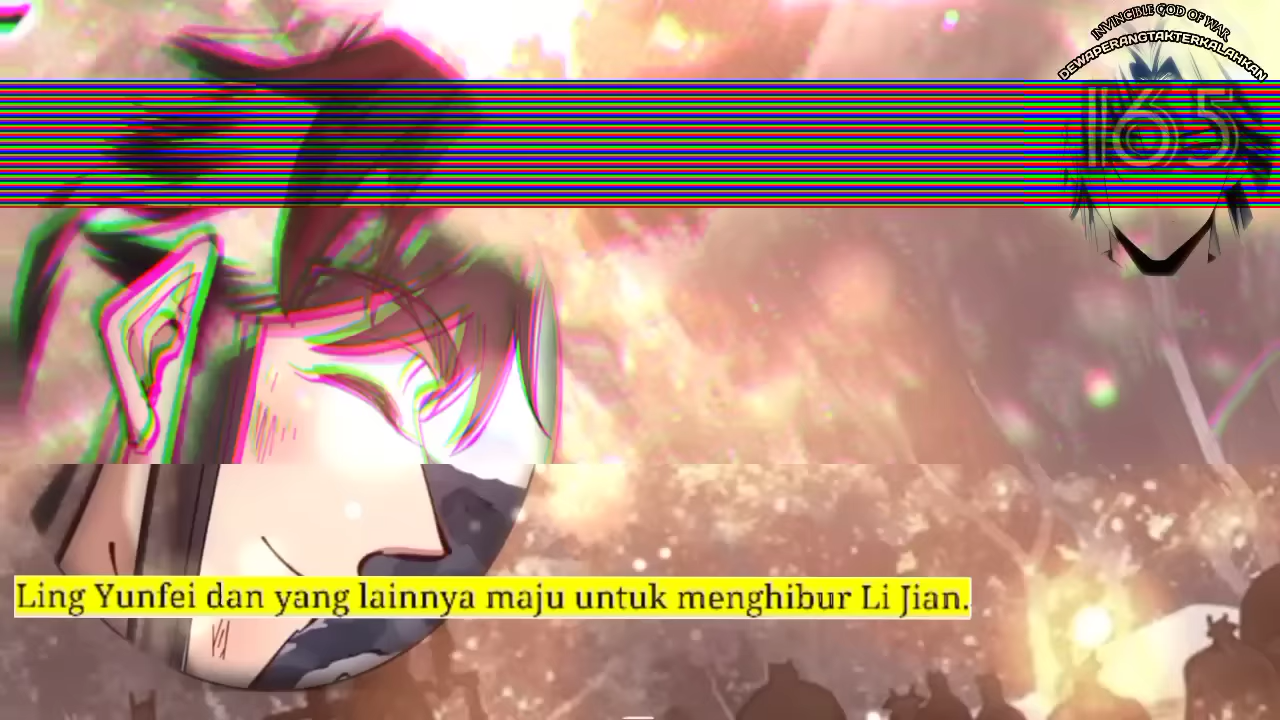 INVINCIBLE GOD OF WAR
DEWAPERANGTAKTERKALAHKAN
165
Ling Yunfei dan yang lainnya maju untuk menghibur Li Jian.